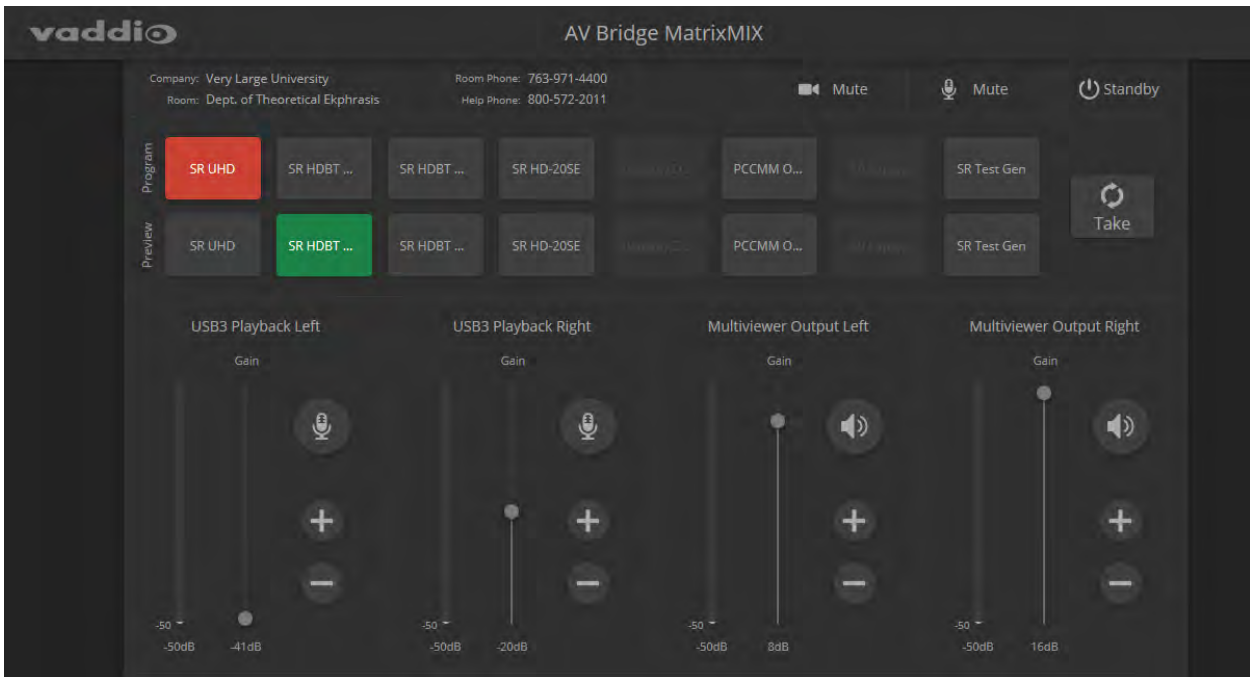 vaddio
AV Bridge MatrixMIX
Company: Very Large University
Room: Dept. of Theoretical Ekphrasis
Room Phone: 763-971-4400
Help Phone: 800-572-2011
Mute
Mute
Standby
Program
SR UHD
SR HDBT ...
SR HDBT ...
SR HD-20SE
PCCMM O...
SR Test Gen
Take
Preview
SR UHD
SR HDBT ...
SR HDBT ...
SR HD-20SE
PCCMM O...
SR Test Gen
USB3 Playback Left
Gain
-50
-50dB
-41dB
USB3 Playback Right
Gain
-50
-50dB
-20dB
Multiviewer Output Left
Gain
-50
-50dB
8dB
Multiviewer Output Right
Gain
-50
-50dB
16dB